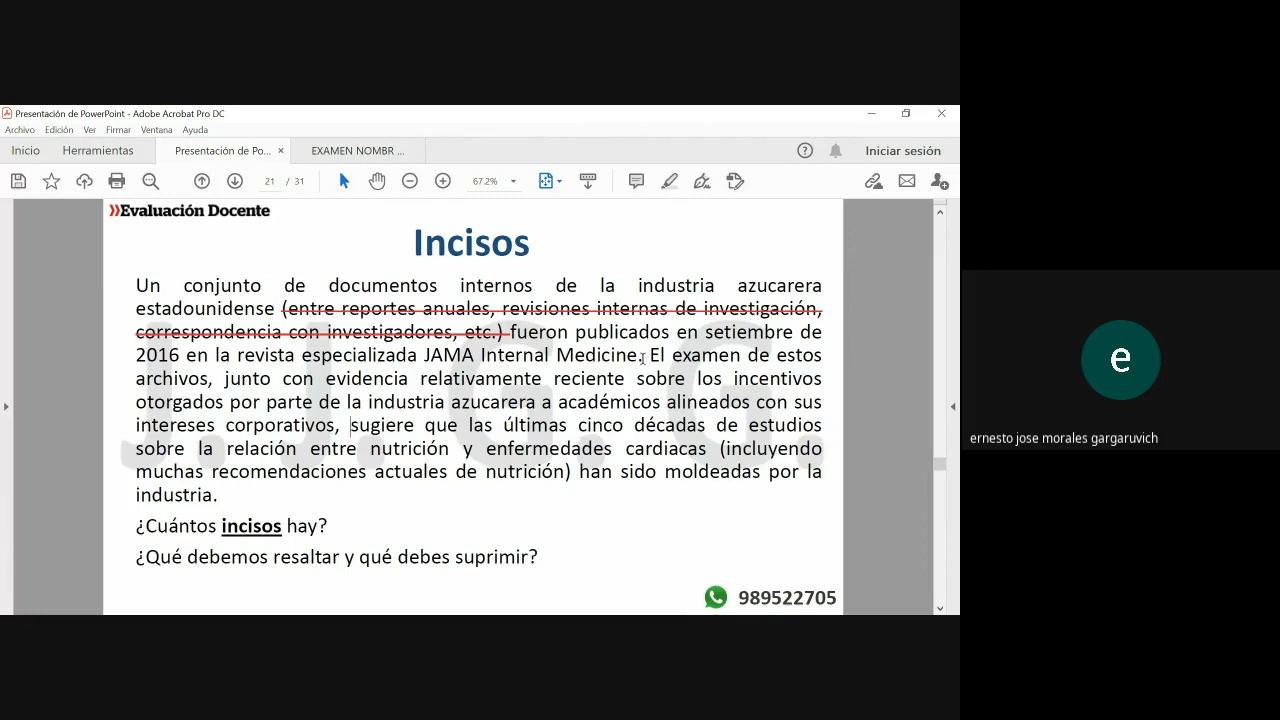 Presentación de PowerPoint - Adobe Acrobat Pro DC
Archivo Edición Ver Firmar Ventana Ayuda
Inicio Herramientas Presentación de Po... × EXAMEN NOMBR ... Iniciar sesión
21 / 31 67.2%
»Evaluación Docente
Incisos
Un conjunto de documentos internos de la industria azucarera
estadounidense (entre reportes anuales, revisiones internas de investigación,
correspondencia con investigadores, etc.) fueron publicados en setiembre de
2016 en la revista especializada JAMA Internal Medicine. El examen de estos
archivos, junto con evidencia relativamente reciente sobre los incentivos
otorgados por parte de la industria azucarera a académicos alineados con sus
intereses corporativos, sugiere que las últimas cinco décadas de estudios
sobre la relación entre nutrición y enfermedades cardiacas (incluyendo
muchas recomendaciones actuales de nutrición) han sido moldeadas por la
industria.
¿Cuántos incisos hay?
¿Qué debemos resaltar y qué debes suprimir?
989522705
J. J. G. G.
e
ernesto jose morales gargaruvich